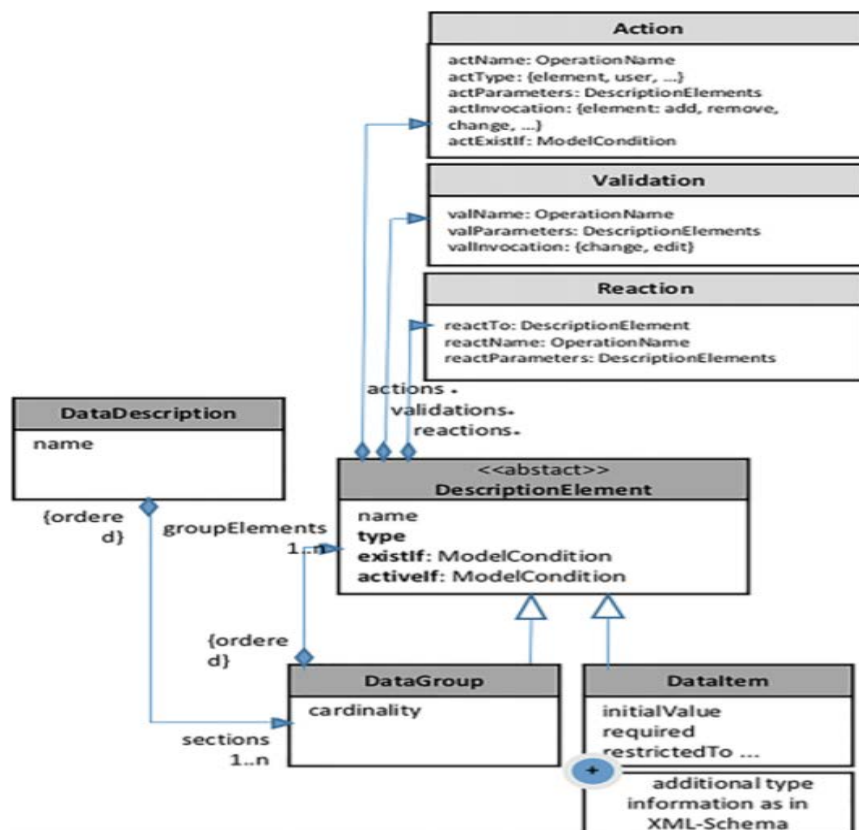 Action
actName: OperationName
actType: {element, user, ...}
actParameters: DescriptionElements
actInvocation: {element: add, remove,
change, ...}
actExistIf: ModelCondition
Validation
valName: OperationName
valParameters: DescriptionElements
valInvocation: {change, edit}
Reaction
reactTo: DescriptionElement
reactName: OperationName
reactParameters: DescriptionElements
actions *
validations*
reactions*
DataDescription
name
{ordere
d}
<<abstact>>
DescriptionElement
name
type
existIf: ModelCondition
activeIf: ModelCondition
groupElements
1..n
{ordere
d}
DataGroup
cardinality
sections
1..n
DataItem
initialValue
required
restrictedTo ...
+
additional type
information as in
XML-Schema